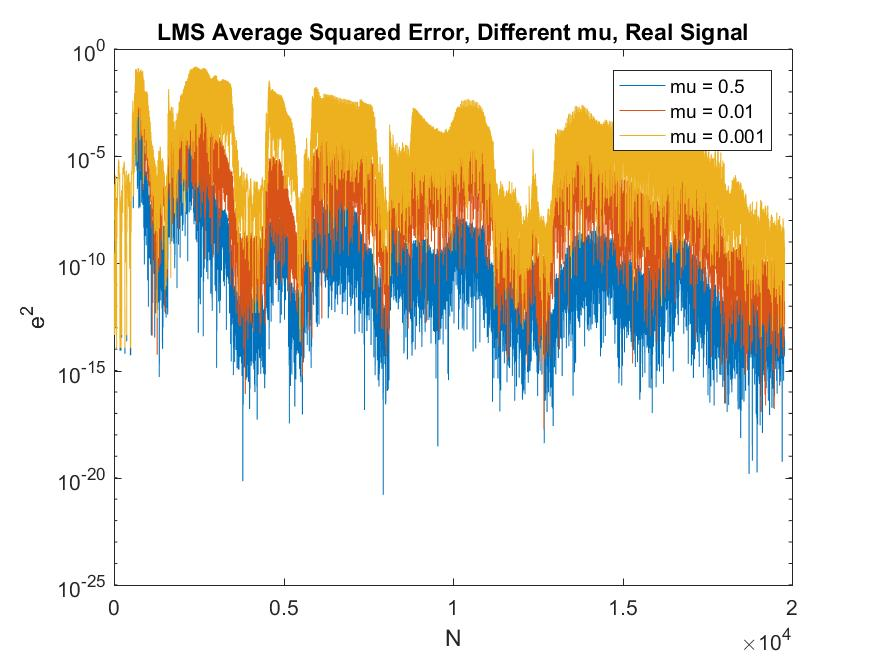 LMS Average Squared Error, Different mu, Real Signal
10^0
10^-5
10^-10
10^-15
10^-20
10^-25
e^2
mu = 0.5
mu = 0.01
mu = 0.001
0 0.5 1 1.5 2
N
×10^4